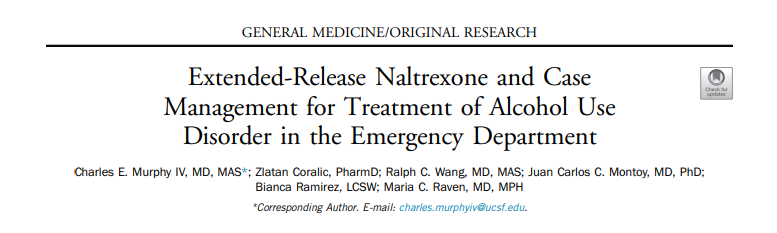 GENERAL MEDICINE/ORIGINAL RESEARCH
Extended-Release Naltrexone and Case
Management for Treatment of Alcohol Use
Disorder in the Emergency Department
Check for
updates
Charles E. Murphy IV, MD, MAS*; Zlatan Coralic, PharmD; Ralph C. Wang, MD, MAS; Juan Carlos C. Montoy, MD, PhD;
Bianca Ramirez, LCSW; Maria C. Raven, MD, MPH
*Corresponding Author. E-mail: charles.murphyiv@ucsf.edu.